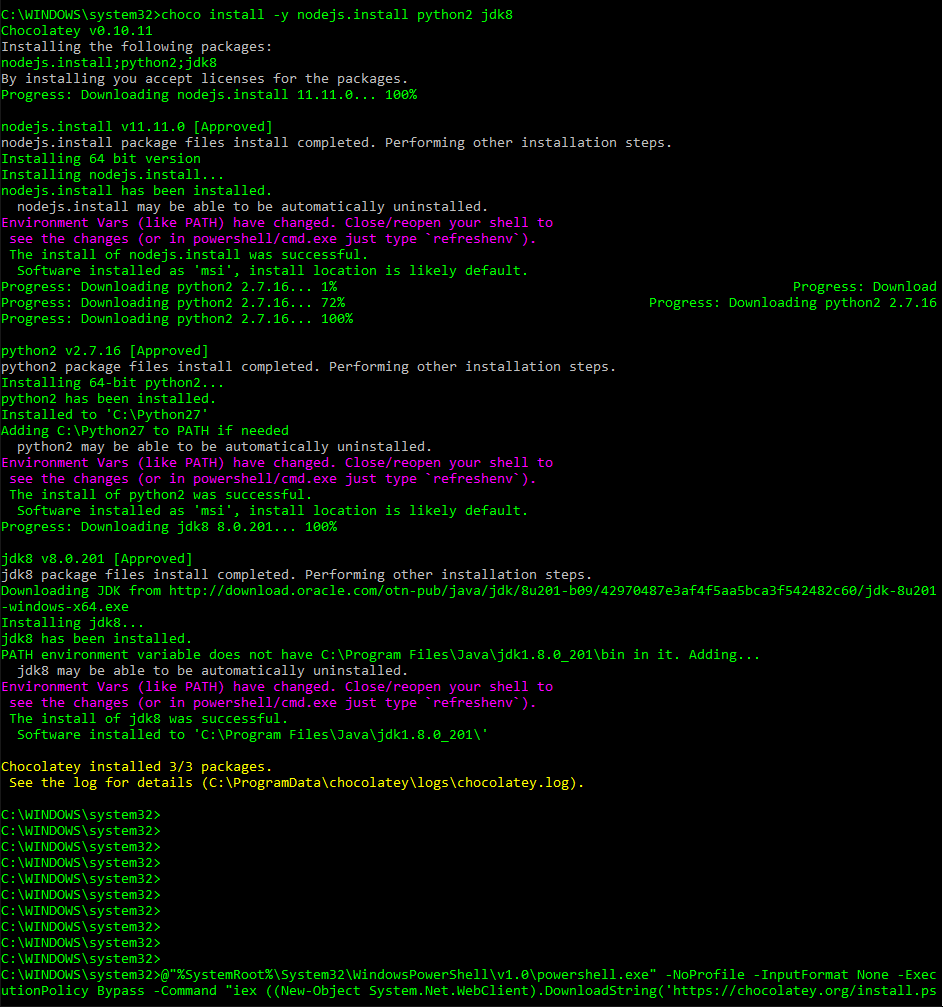 C:\WINDOWS\system32>choco install -y nodejs.install python2 jdk8
Chocolatey v0.10.11
Installing the following packages:
nodejs.install;python2;jdk8
By installing you accept licenses for the packages.
Progress: Downloading nodejs.install 11.11.0... 100%

nodejs.install v11.11.0 [Approved]
nodejs.install package files install completed. Performing other installation steps.
Installing 64 bit version
Installing nodejs.install...
nodejs.install has been installed.
  nodejs.install may be able to be automatically uninstalled.
Environment Vars (like PATH) have changed. Close/reopen your shell to
 see the changes (or in powershell/cmd.exe just type `refreshenv`).
 The install of nodejs.install was successful.
  Software installed as 'msi', install location is likely default.
Progress: Downloading python2 2.7.16... 1%                                                         Progress: Download
Progress: Downloading python2 2.7.16... 72%                                      Progress: Downloading python2 2.7.16
Progress: Downloading python2 2.7.16... 100%

python2 v2.7.16 [Approved]
python2 package files install completed. Performing other installation steps.
Installing 64-bit python2...
python2 has been installed.
Installed to 'C:\Python27'
Adding C:\Python27 to PATH if needed
  python2 may be able to be automatically uninstalled.
Environment Vars (like PATH) have changed. Close/reopen your shell to
 see the changes (or in powershell/cmd.exe just type `refreshenv`).
 The install of python2 was successful.
  Software installed as 'msi', install location is likely default.
Progress: Downloading jdk8 8.0.201... 100%

jdk8 v8.0.201 [Approved]
jdk8 package files install completed. Performing other installation steps.
Downloading JDK from http://download.oracle.com/otn-pub/java/jdk/8u201-b09/42970487e3af4f5aa5bca3f542482c60/jdk-8u201
-windows-x64.exe
Installing jdk8...
jdk8 has been installed.
PATH environment variable does not have C:\Program Files\Java\jdk1.8.0_201\bin in it. Adding...
  jdk8 may be able to be automatically uninstalled.
Environment Vars (like PATH) have changed. Close/reopen your shell to
 see the changes (or in powershell/cmd.exe just type `refreshenv`).
 The install of jdk8 was successful.
  Software installed to 'C:\Program Files\Java\jdk1.8.0_201\'

Chocolatey installed 3/3 packages.
 See the log for details (C:\ProgramData\chocolatey\logs\chocolatey.log).

C:\WINDOWS\system32>
C:\WINDOWS\system32>
C:\WINDOWS\system32>
C:\WINDOWS\system32>
C:\WINDOWS\system32>
C:\WINDOWS\system32>
C:\WINDOWS\system32>
C:\WINDOWS\system32>
C:\WINDOWS\system32>
C:\WINDOWS\system32>
C:\WINDOWS\system32>@"%SystemRoot%\System32\WindowsPowerShell\v1.0\powershell.exe" -NoProfile -InputFormat None -Exec
utionPolicy Bypass -Command "iex ((New-Object System.Net.WebClient).DownloadString('https://chocolatey.org/install.ps